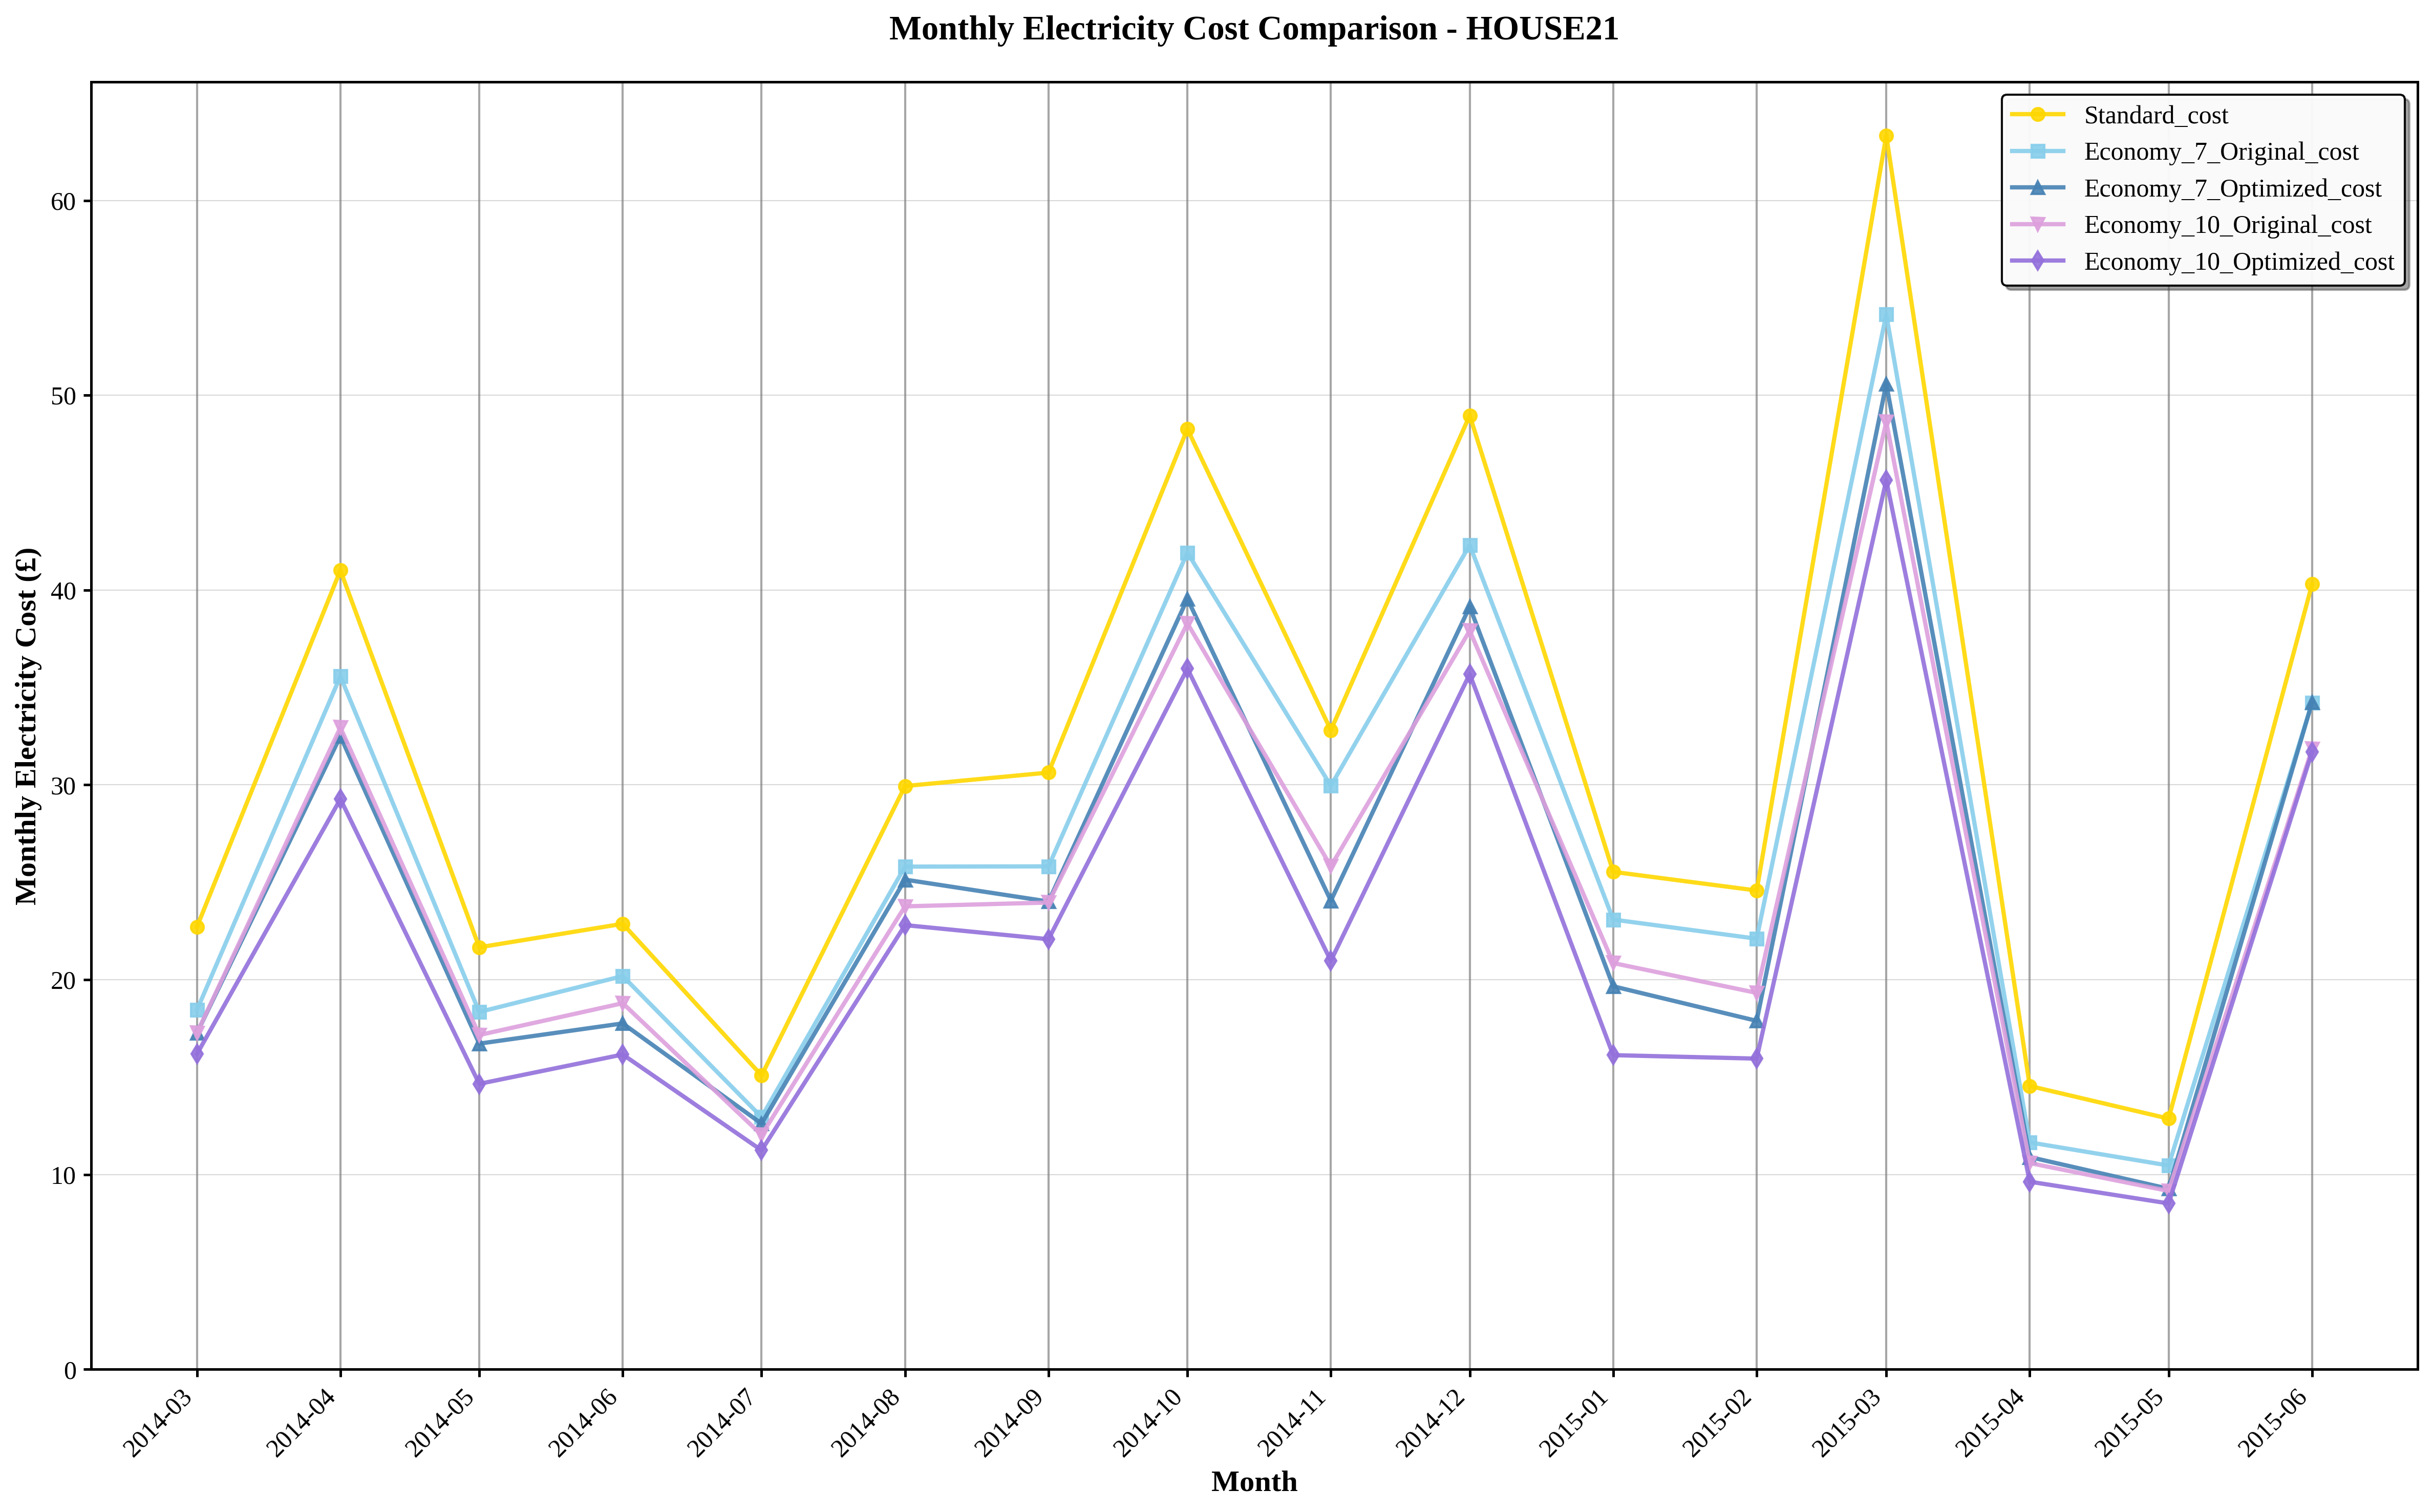 Monthly Electricity Cost Comparison - HOUSE21
Standard_cost
Economy_7_Original_cost
Economy_7_Optimized_cost
Economy_10_Original_cost
Economy_10_Optimized_cost
Monthly Electricity Cost (£)
60
50
40
30
20
10
0
2014-03
2014-04
2014-05
2014-06
2014-07
2014-08
2014-09
2014-10
2014-11
2014-12
2015-01
2015-02
2015-03
2015-04
2015-05
2015-06
Month